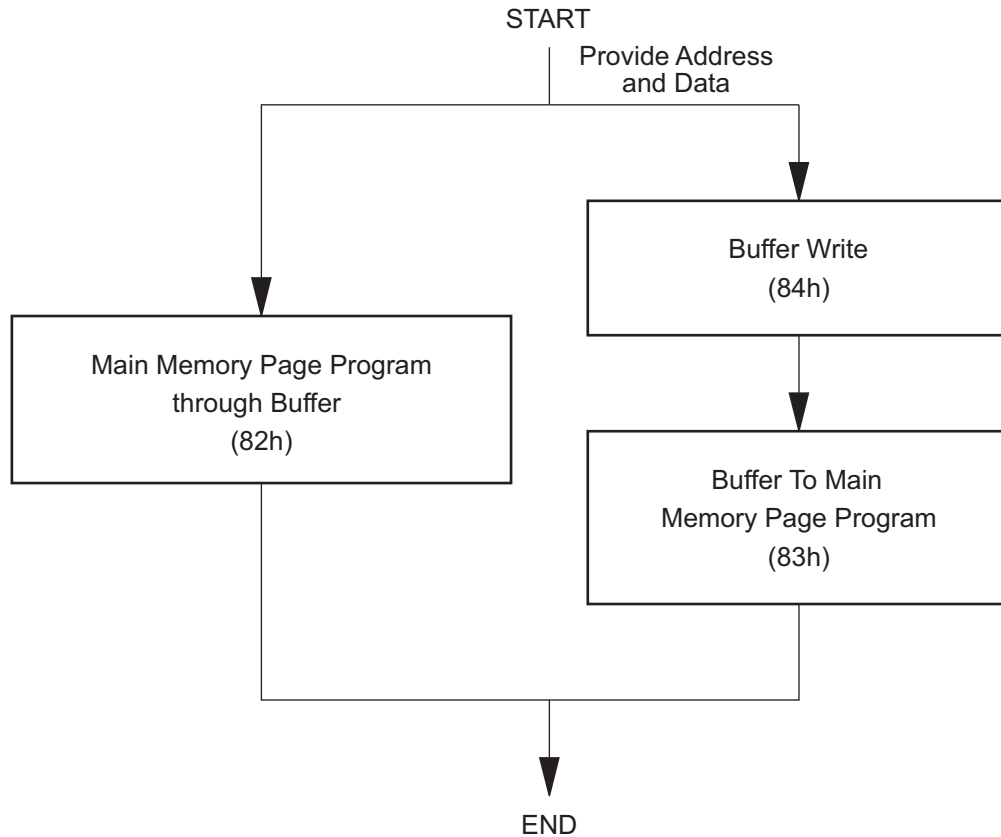 START
Provide Address
and Data
Buffer Write
(84h)
Main Memory Page Program
through Buffer
(82h)
Buffer To Main
Memory Page Program
(83h)
END